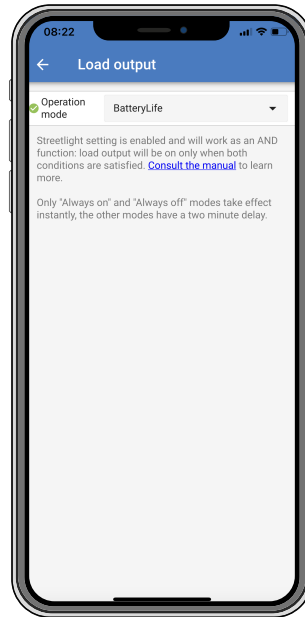 08:22
Load output
Operation
mode
BatteryLife
Streetlight setting is enabled and will work as an AND
function: load output will be on only when both
conditions are satisfied. Consult the manual to learn
more.
Only "Always on" and "Always off" modes take effect
instantly, the other modes have a two minute delay.